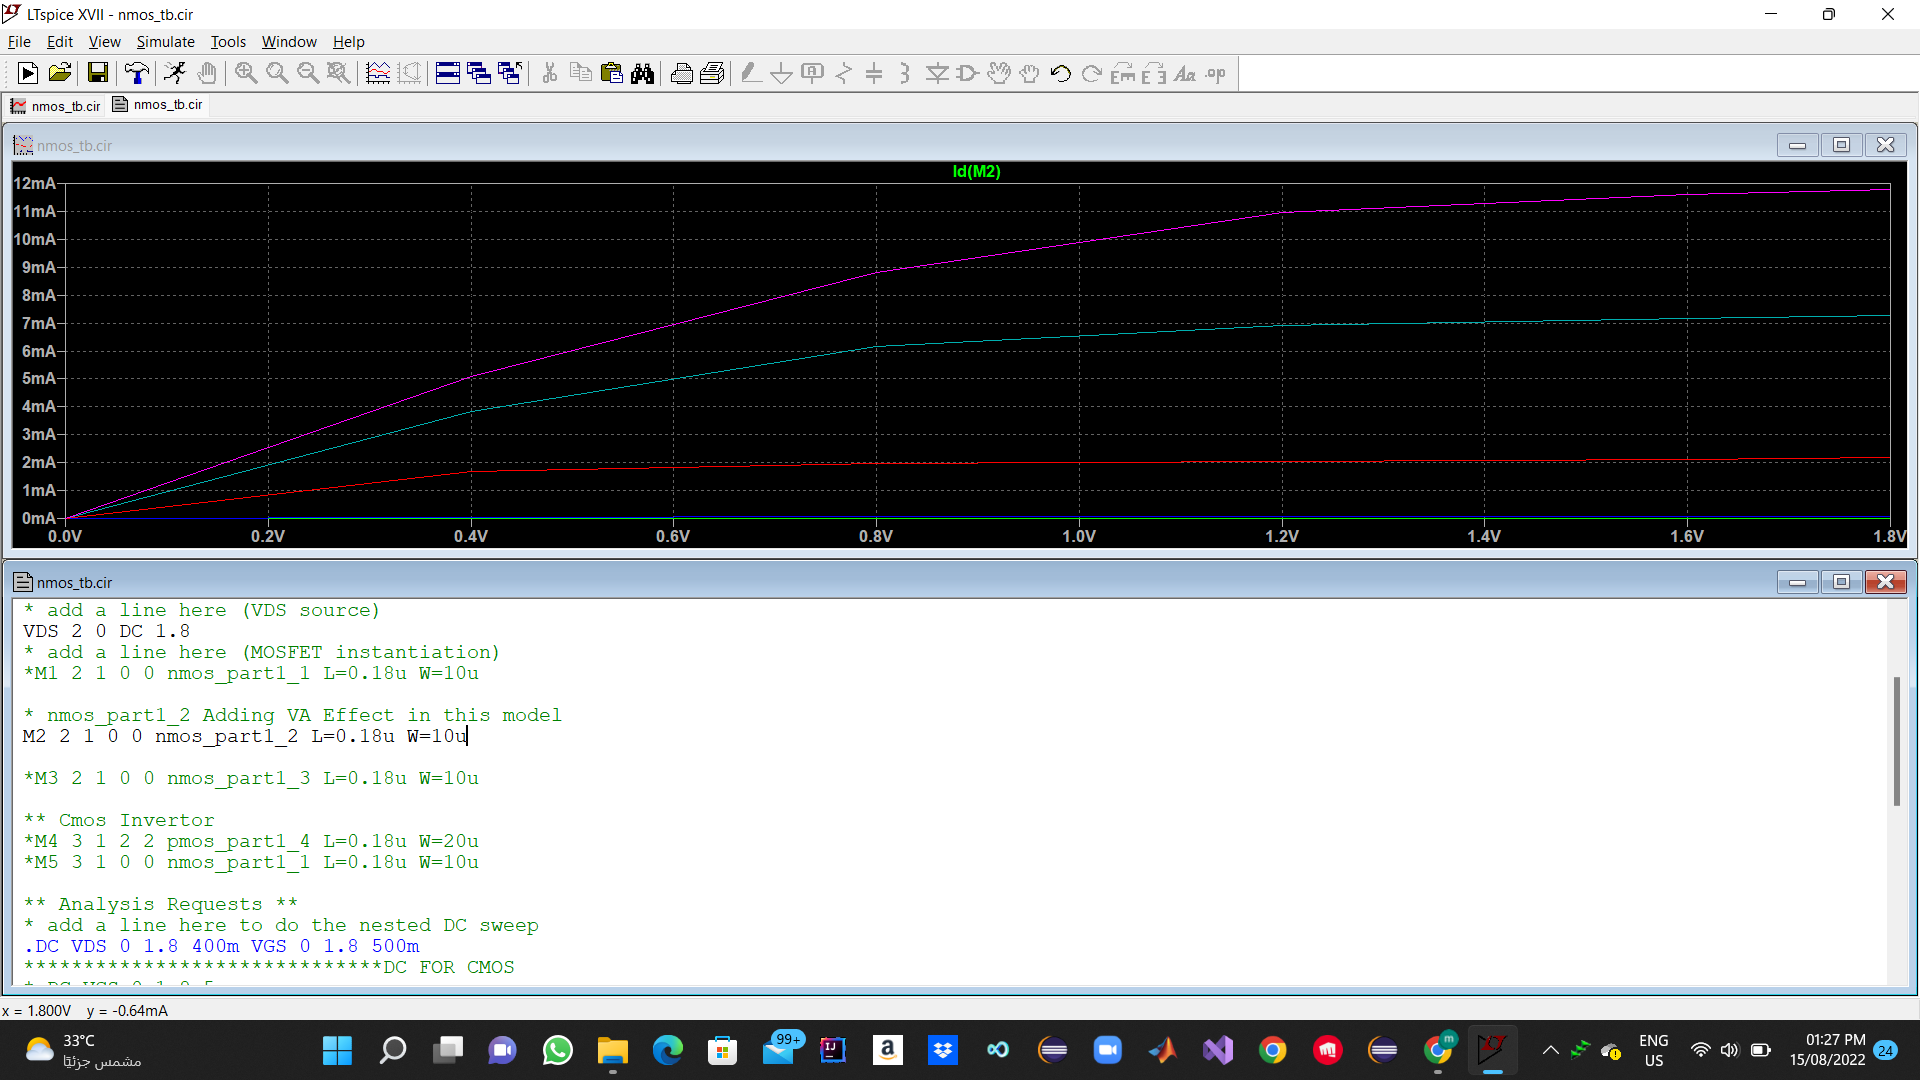 LTspice XVII - nmos_tb.cir
File Edit View Simulate Tools Window Help
nmos_tb.cir nmos_tb.cir
nmos_tb.cir
Id(M2)
12mA
11mA
10mA
9mA
8mA
7mA
6mA
5mA
4mA
3mA
2mA
1mA
0mA
0.0V 0.2V 0.4V 0.6V 0.8V 1.0V 1.2V 1.4V 1.6V 1.8V
nmos_tb.cir
* add a line here (VDS source)
VDS 2 0 DC 1.8
* add a line here (MOSFET instantiation)
*M1 2 1 0 0 nmos_part1_1 L=0.18u W=10u
* nmos_part1_2 Adding VA Effect in this model
M2 2 1 0 0 nmos_part1_2 L=0.18u W=10u
*M3 2 1 0 0 nmos_part1_3 L=0.18u W=10u
** Cmos Invertor
*M4 3 1 2 2 pmos_part1_4 L=0.18u W=20u
*M5 3 1 0 0 nmos_part1_1 L=0.18u W=10u
** Analysis Requests **
* add a line here to do the nested DC sweep
.DC VDS 0 1.8 400m VGS 0 1.8 500m
******************************DC FOR CMOS
x = 1.800V y = -0.64mA
33°C
مشمس جزئيًا
99+
ENG
US
01:27 PM
15/08/2022
24